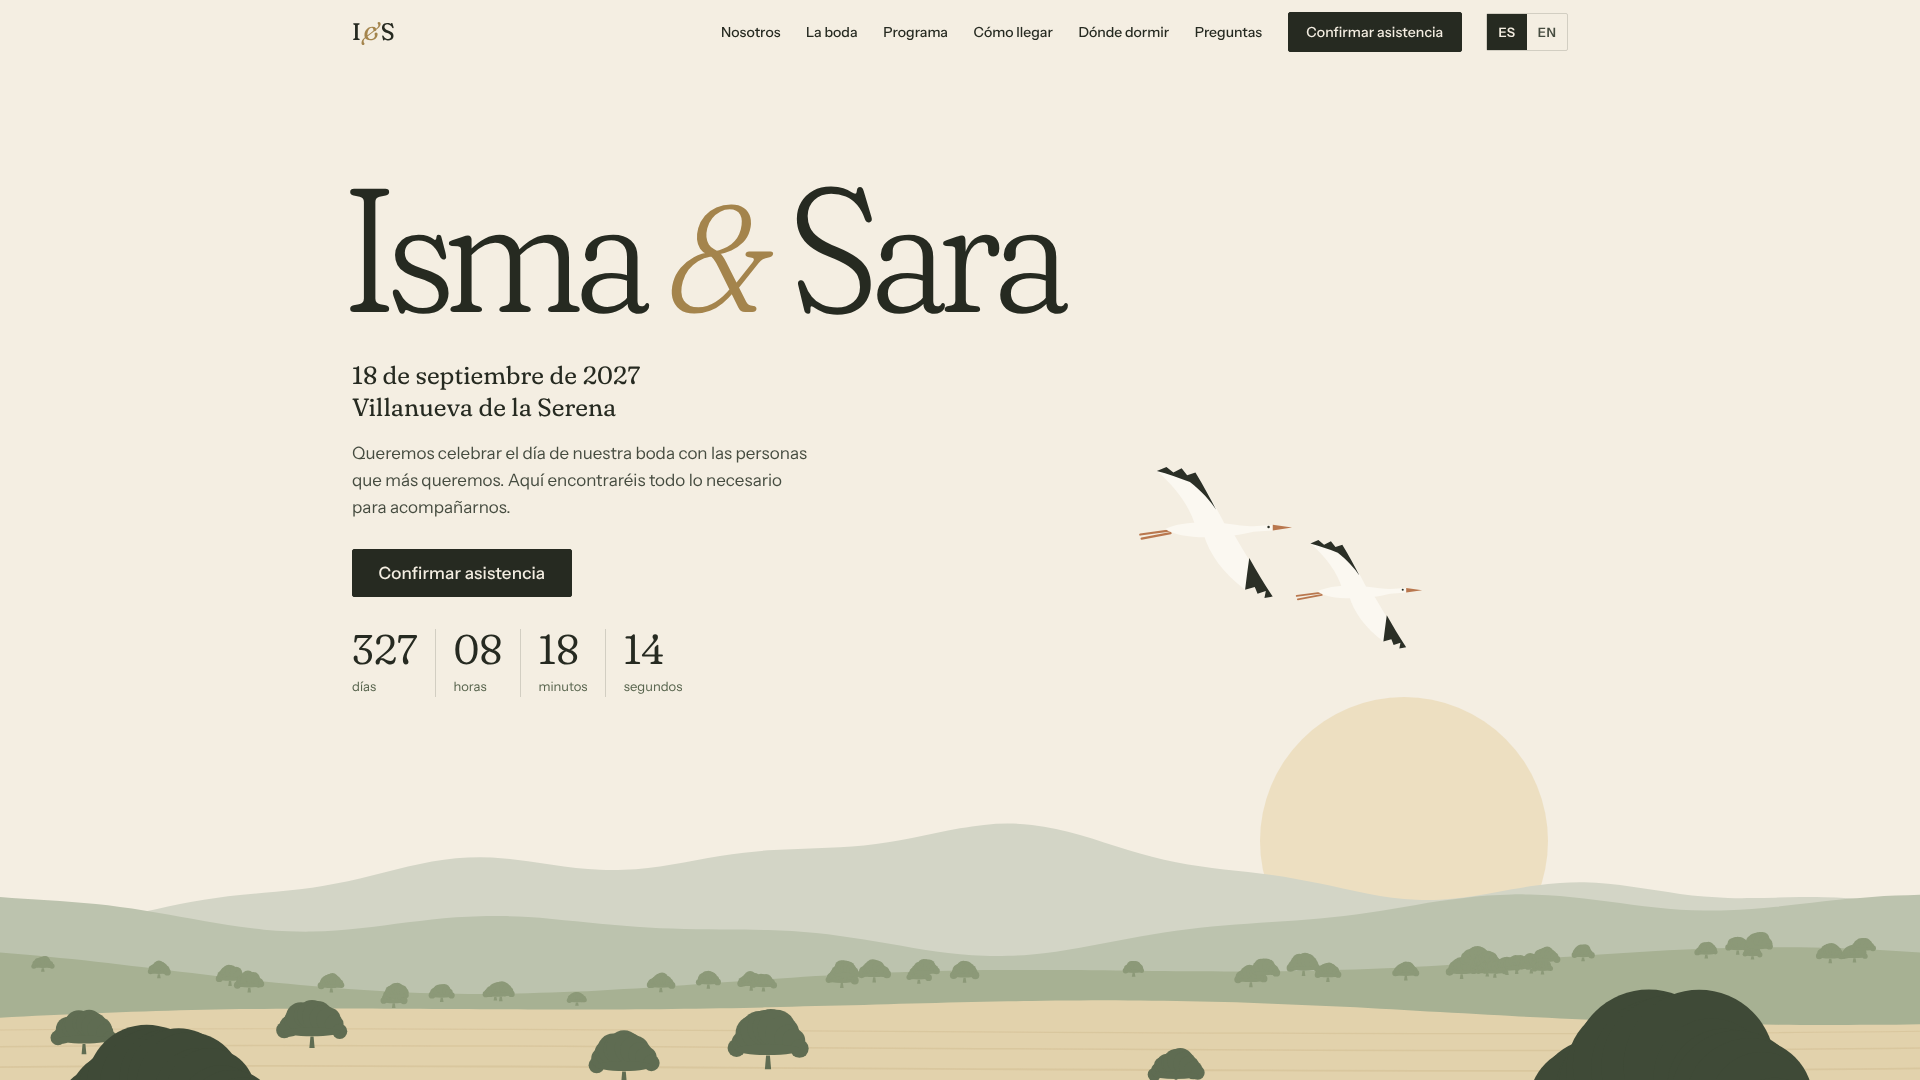 I&S
Nosotros La boda Programa Cómo llegar Dónde dormir Preguntas Confirmar asistencia ES EN
Isma & Sara
18 de septiembre de 2027
Villanueva de la Serena
Queremos celebrar el día de nuestra boda con las personas
que más queremos. Aquí encontraréis todo lo necesario
para acompañarnos.
Confirmar asistencia
327 08 18 14
días horas minutos segundos